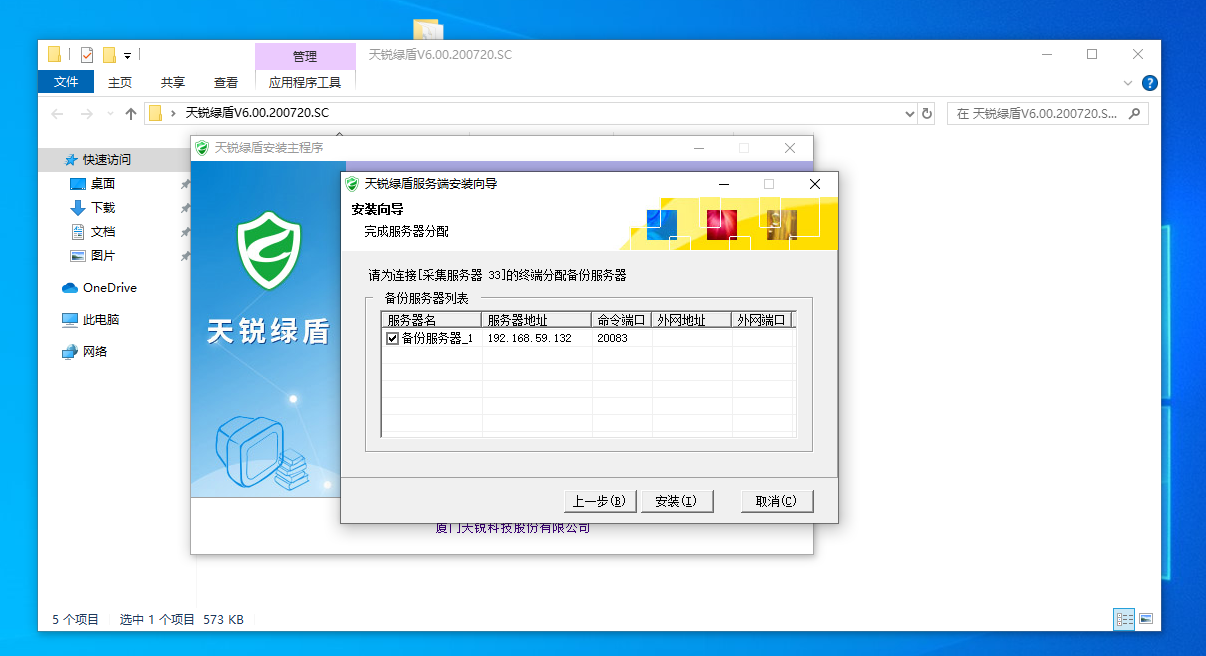 管理
天锐绿盾V6.00.200720.SC
文件
主页
共享
查看
应用程序工具
天锐绿盾V6.00.200720.SC
在 天锐绿盾V6.00.200720.S...
快速访问
桌面
下载
文档
图片
OneDrive
此电脑
网络
天锐绿盾安装主程序
天锐绿盾
天锐绿盾服务端安装向导
安装向导
完成服务器分配
请为连接[采集服务器 33]的终端分配备份服务器
备份服务器列表
服务器名 服务器地址 命令端口 外网地址 外网端口
备份服务器_1 192.168.59.132 20083
上一步(B)
安装(I)
取消(C)
厦门天锐科技股份有限公司
5 个项目
选中 1 个项目 573 KB